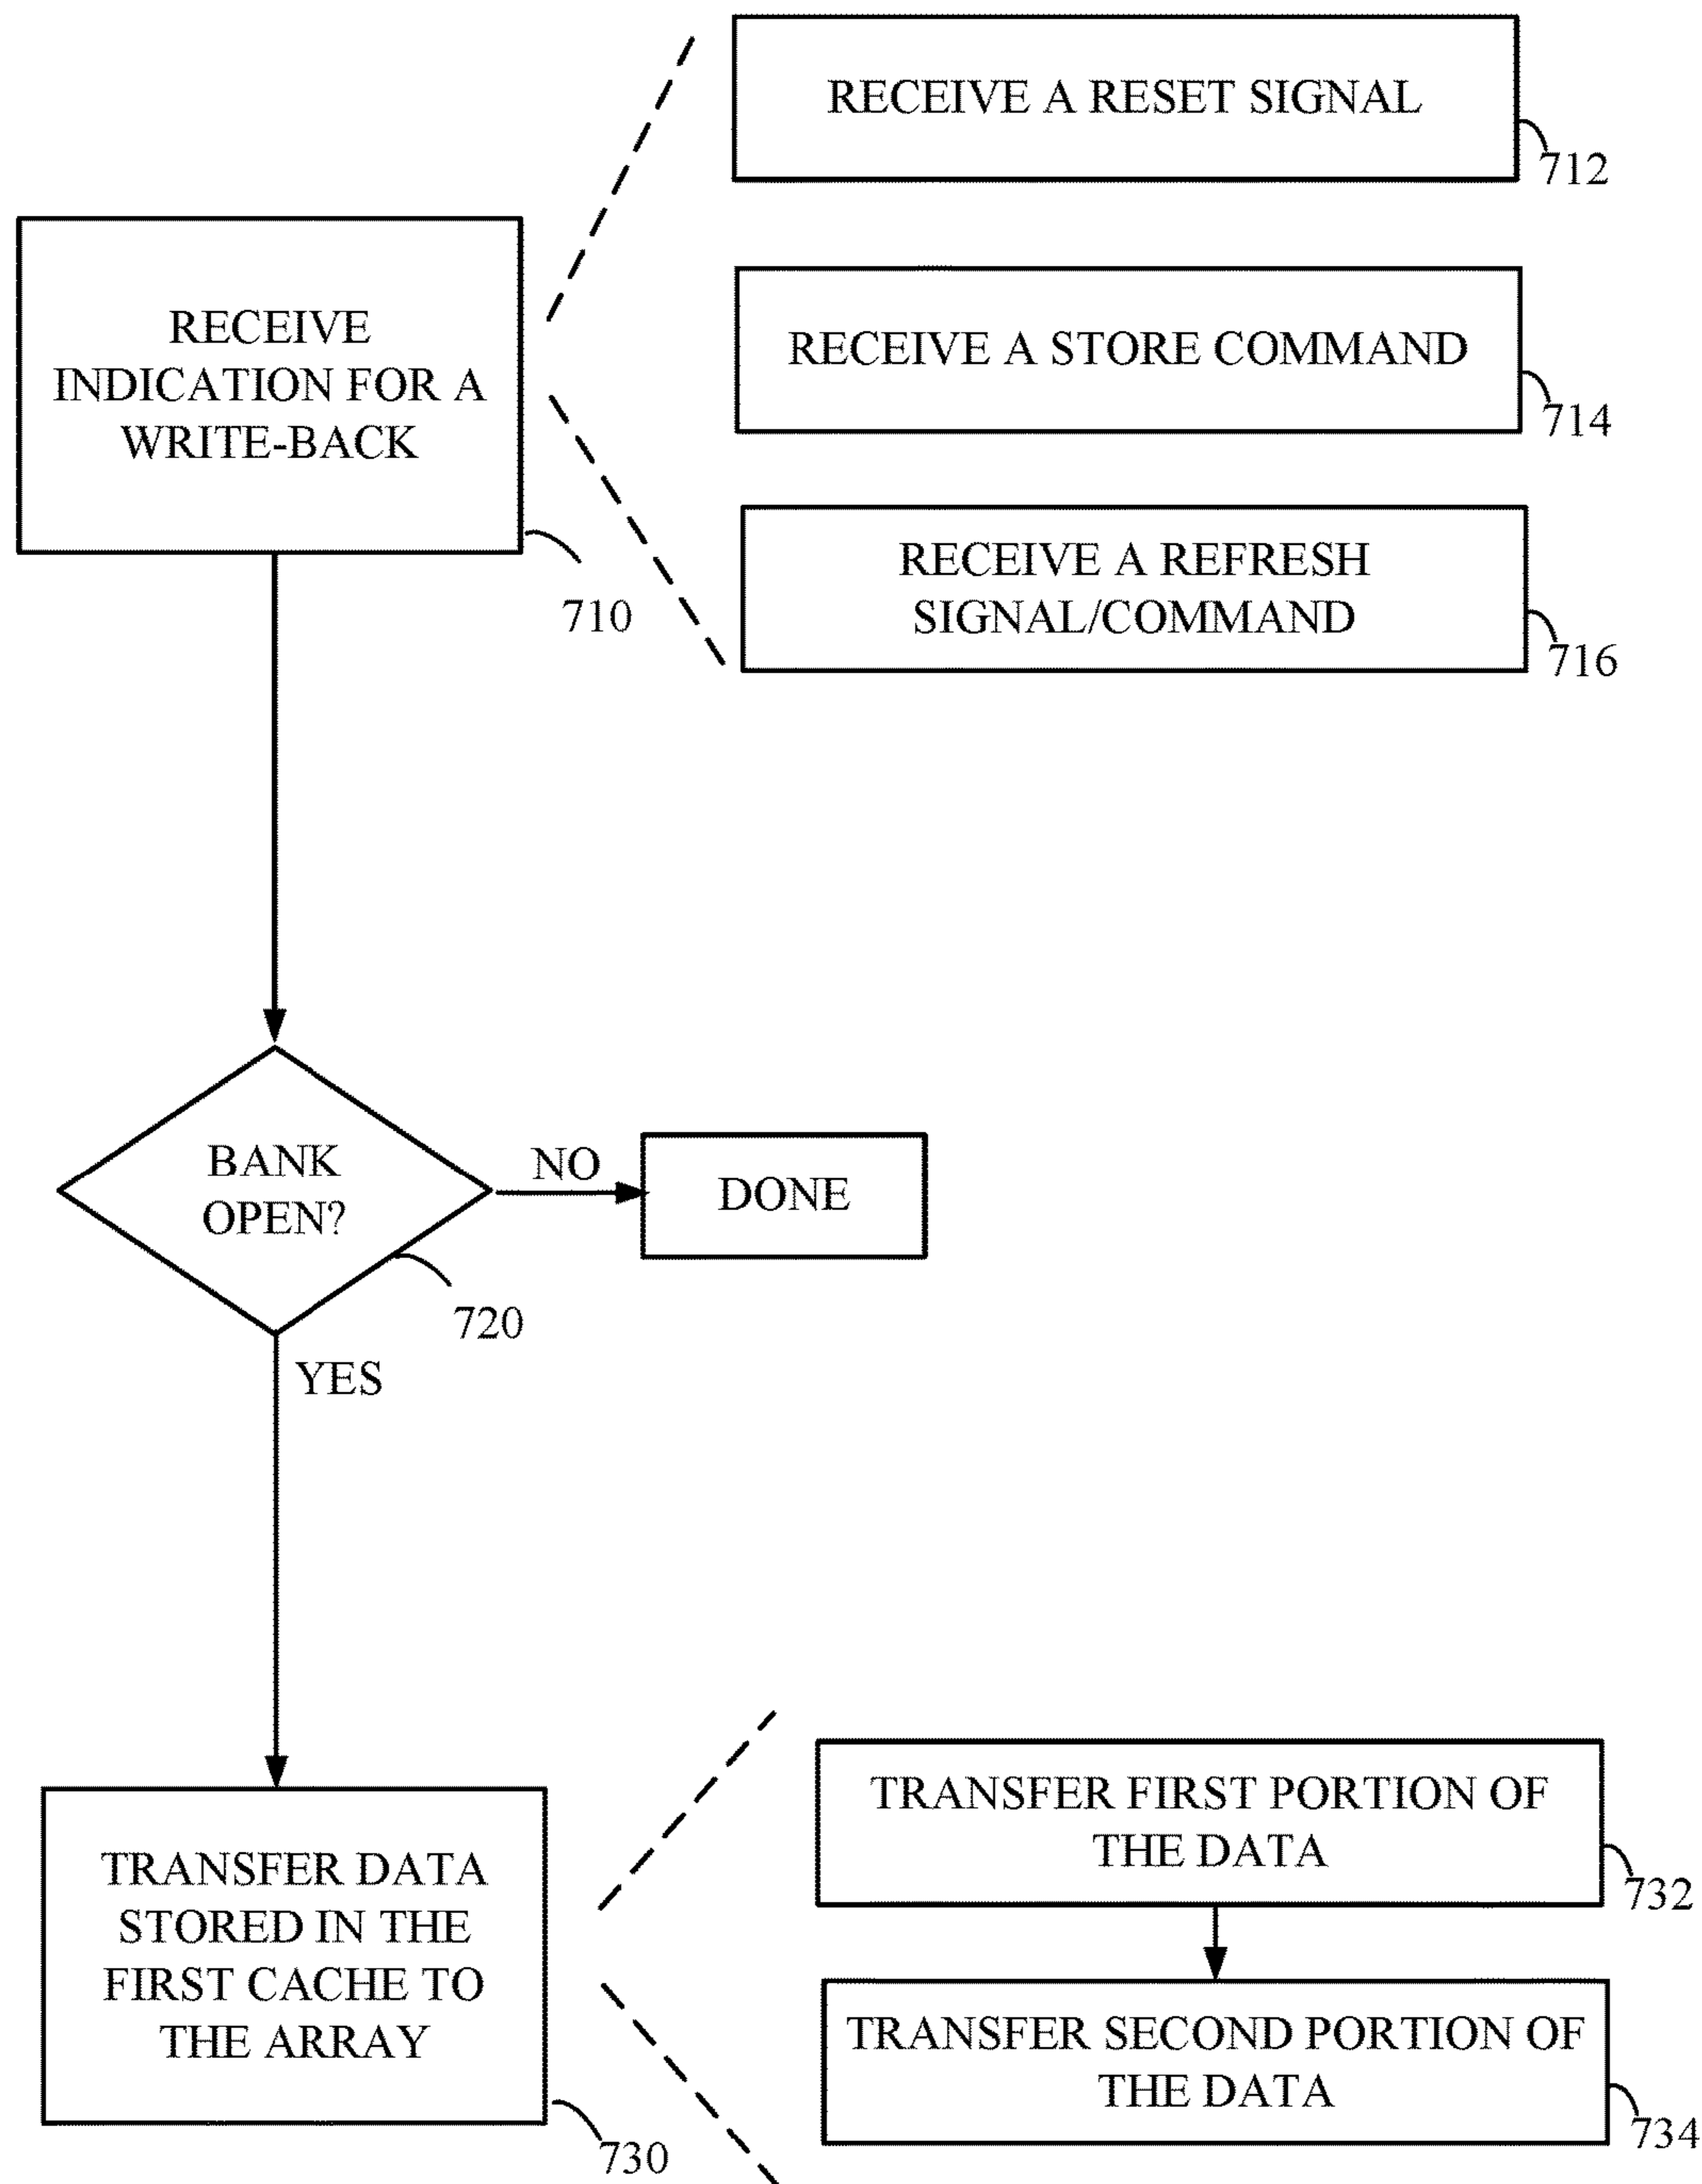 RECEIVE A RESET SIGNAL
712
RECEIVE
INDICATION FOR A
WRITE-BACK
710
RECEIVE A STORE COMMAND
714
RECEIVE A REFRESH
SIGNAL/COMMAND
716
BANK
OPEN?
720
NO
DONE
YES
TRANSFER DATA
STORED IN THE
FIRST CACHE TO
THE ARRAY
730
TRANSFER FIRST PORTION OF
THE DATA
732
TRANSFER SECOND PORTION OF
THE DATA
734